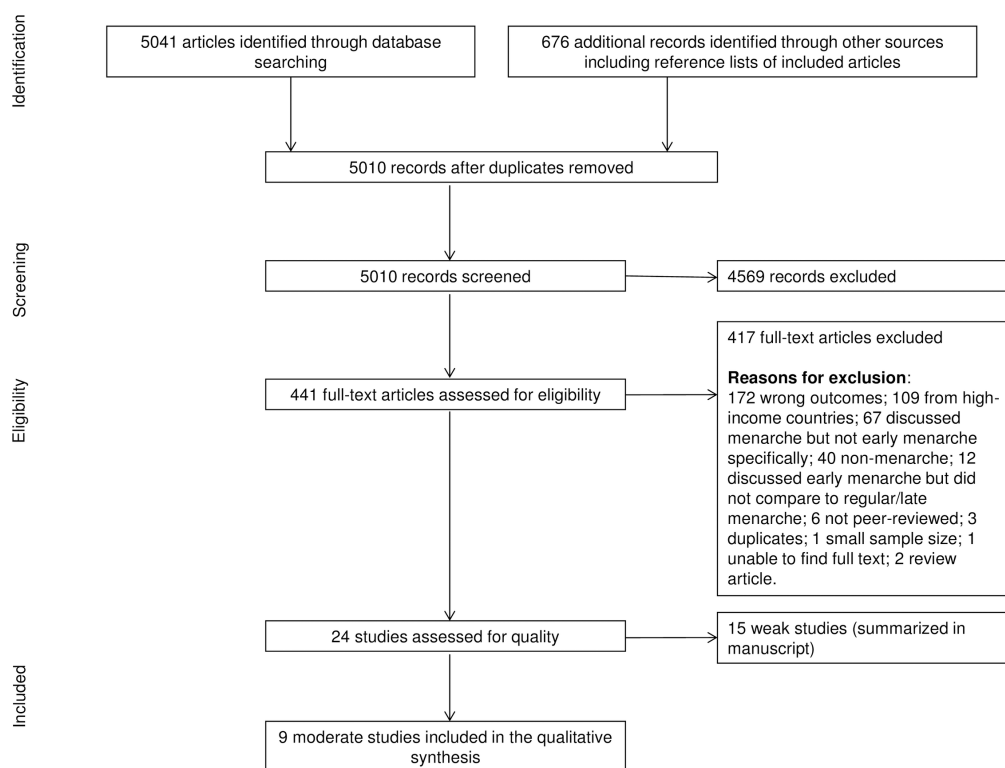 Identification
5041 articles identified through database
searching
676 additional records identified through other sources
including reference lists of included articles
5010 records after duplicates removed
Screening
5010 records screened
4569 records excluded
Eligibility
441 full-text articles assessed for eligibility
417 full-text articles excluded
Reasons for exclusion:
172 wrong outcomes; 109 from high-
income countries; 67 discussed
menarche but not early menarche
specifically; 40 non-menarche; 12
discussed early menarche but did
not compare to regular/late
menarche; 6 not peer-reviewed; 3
duplicates; 1 small sample size; 1
unable to find full text; 2 review
article.
24 studies assessed for quality
15 weak studies (summarized in
manuscript)
Included
9 moderate studies included in the qualitative
synthesis